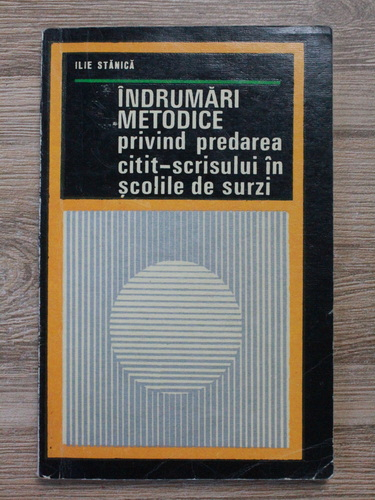 ILIE STĂNICĂ
ÎNDRUMĂRI
METODICE
privind predarea
citit-scrisului în
școlile de surzi